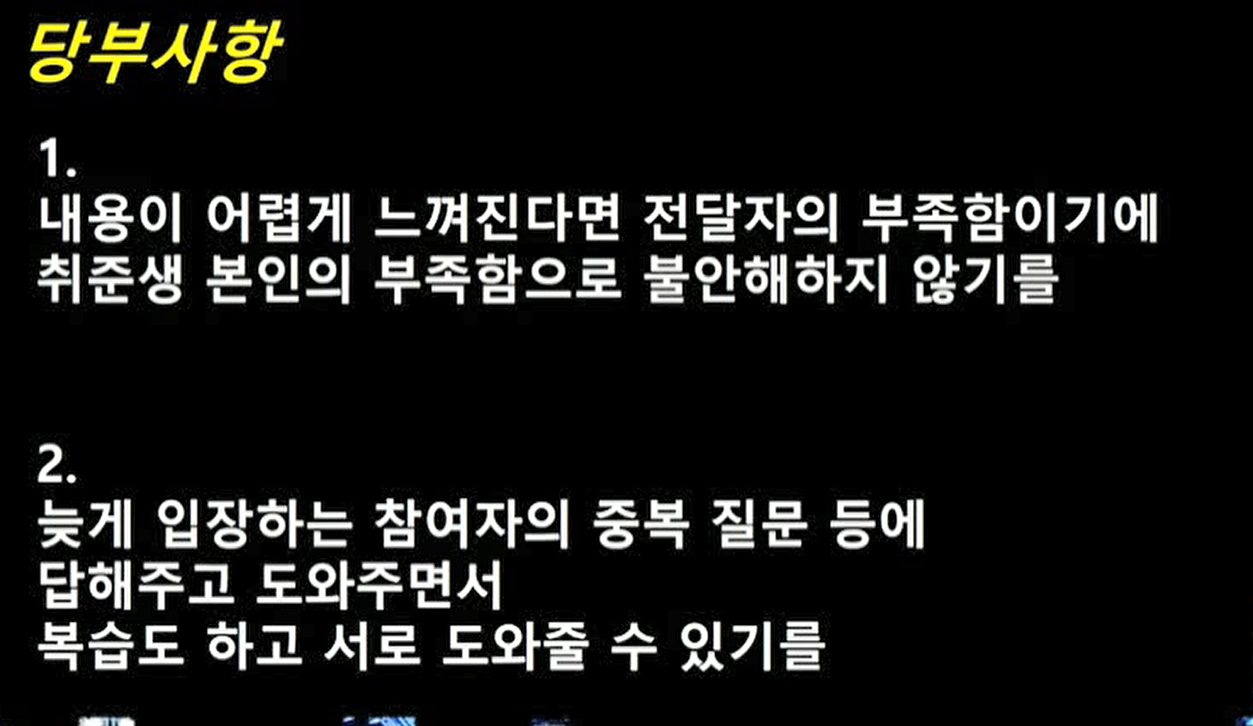 당부사항
1.
내용이 어렵게 느껴진다면 전달자의 부족함이기에
취준생 본인의 부족함으로 불안해하지 않기를
2.
늦게 입장하는 참여자의 중복 질문 등에
답해주고 도와주면서
복습도 하고 서로 도와줄 수 있기를